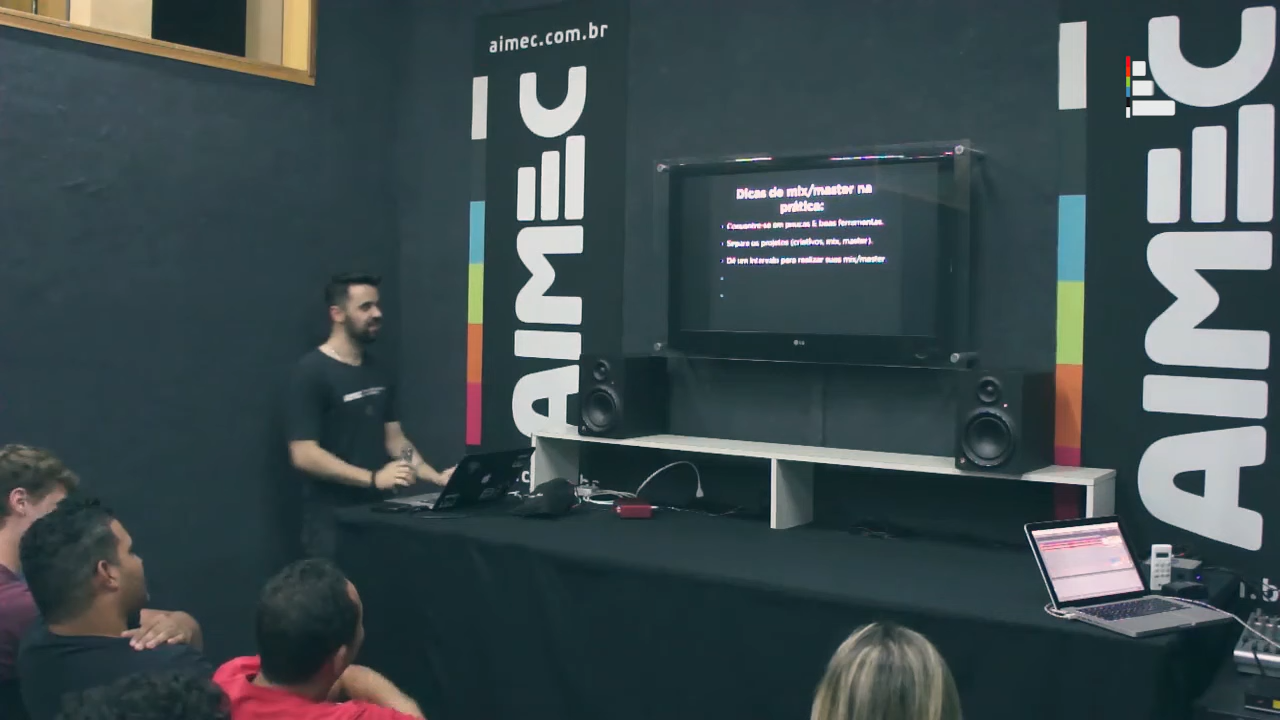 aimec.com.br
AIMEC
Dicas de mix/master na
prática:
Concentre-se em poucas & boas ferramentas.
Separe os projetos (criativos, mix, master).
Dê um intervalo para realizar suas mix/master
LG
AIMEC